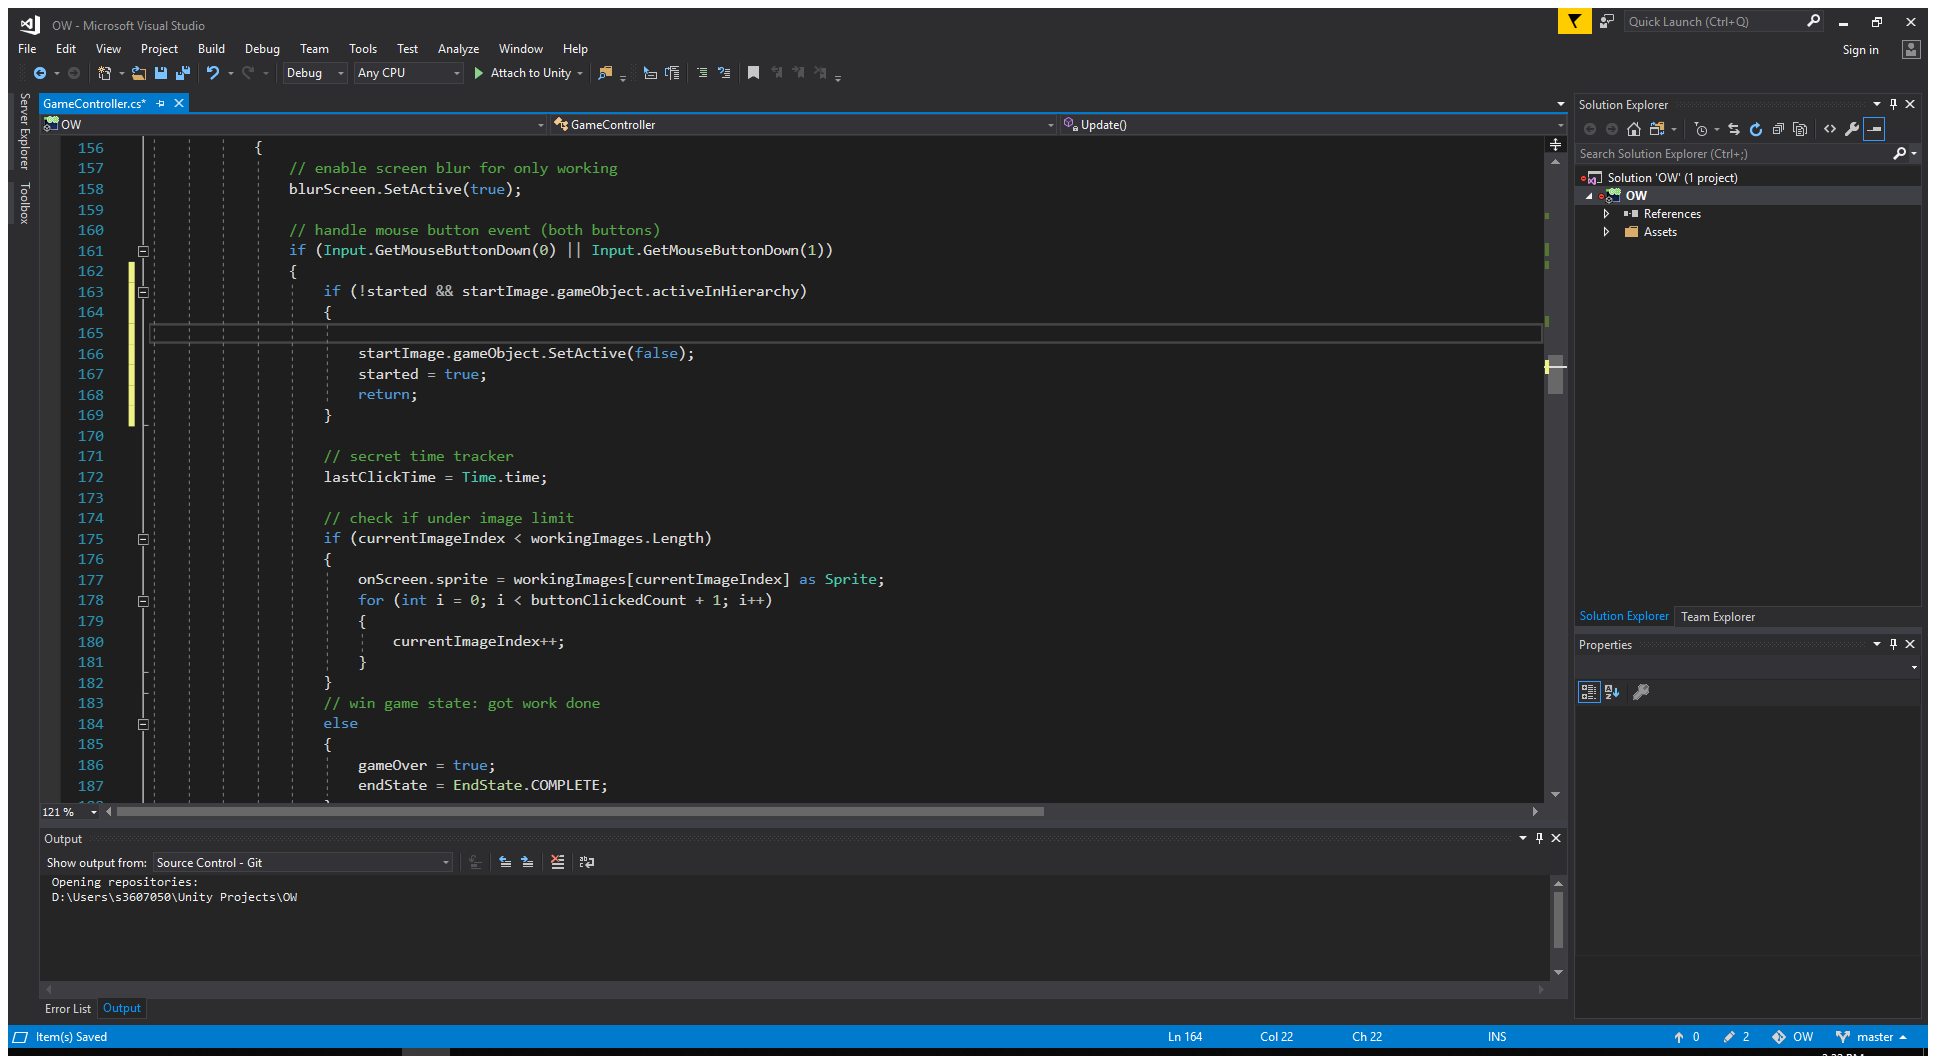 OW - Microsoft Visual Studio
Quick Launch (Ctrl+Q)
File Edit View Project Build Debug Team Tools Test Analyze Window Help
Sign in
Debug Any CPU Attach to Unity
Server Explorer
Toolbox
GameController.cs*
OW GameController Update()
156 {
157 // enable screen blur for only working
158 blurScreen.SetActive(true);
159
160 // handle mouse button event (both buttons)
161 if (Input.GetMouseButtonDown(0) || Input.GetMouseButtonDown(1))
162 {
163 if (!started && startImage.gameObject.activeInHierarchy)
164 {
165
166 startImage.gameObject.SetActive(false);
167 started = true;
168 return;
169 }
170
171 // secret time tracker
172 lastClickTime = Time.time;
173
174 // check if under image limit
175 if (currentImageIndex < workingImages.Length)
176 {
177 onScreen.sprite = workingImages[currentImageIndex] as Sprite;
178 for (int i = 0; i < buttonClickedCount + 1; i++)
179 {
180 currentImageIndex++;
181 }
182 }
183 // win game state: got work done
184 else
185 {
186 gameOver = true;
187 endState = EndState.COMPLETE;
121 %
Output
Show output from: Source Control - Git
Opening repositories:
D:\Users\s3607050\Unity Projects\OW
Error List Output
Solution Explorer
Search Solution Explorer (Ctrl+;)
Solution 'OW' (1 project)
OW
References
Assets
Solution Explorer Team Explorer
Properties
Item(s) Saved Ln 164 Col 22 Ch 22 INS 0 2 OW master